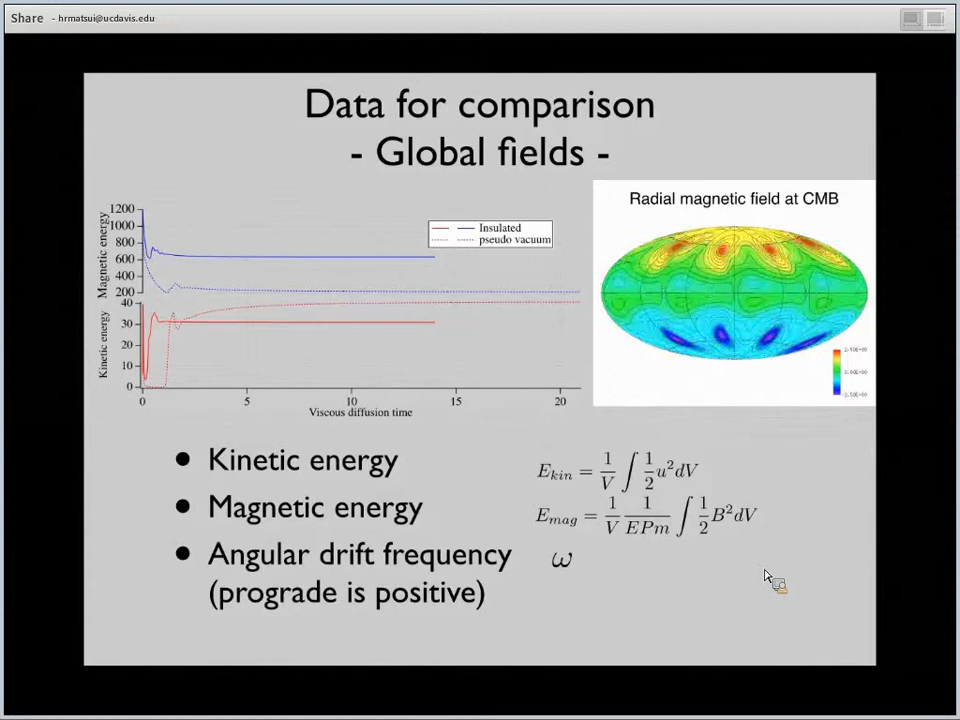 Share - hrmatsui@ucdavis.edu
Data for comparison
- Global fields -
Magnetic energy
1200
1000
800
600
400
200
Insulated
pseudo vacuum
Kinetic energy
40
30
20
10
0
0 5 10 15 20
Viscous diffusion time
Radial magnetic field at CMB
• Kinetic energy
E_{kin} = \frac{1}{V} \int \frac{1}{2} u^2 dV
• Magnetic energy
E_{mag} = \frac{1}{V} \frac{1}{EPm} \int \frac{1}{2} B^2 dV
• Angular drift frequency ω
(prograde is positive)